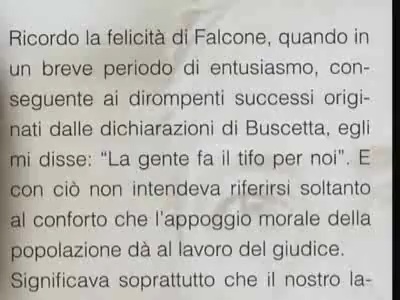 Ricordo la felicità di Falcone, quando in
un breve periodo di entusiasmo, con-
seguente ai dirompenti successi origi-
nati dalle dichiarazioni di Buscetta, egli
mi disse: “La gente fa il tifo per noi”. E
con ciò non intendeva riferirsi soltanto
al conforto che l'appoggio morale della
popolazione dà al lavoro del giudice.
Significava soprattutto che il nostro la-